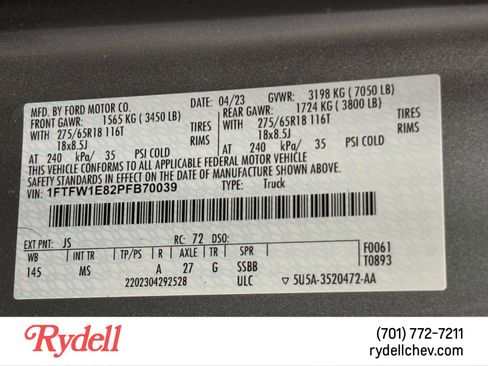 MFD. BY FORD MOTOR CO.
04/23 GVWR: 3198 KG ( 7050 LB)
FRONT GAWR: 1565 KG ( 3450 LB) REAR GAWR: 1724 KG ( 3800 LB)
WITH 275/65R18 116T TIRES WITH 275/65R18 116T TIRES
18x8.5J RIMS 18x8.5J RIMS
AT 240 kPa/ 35 PSI COLD AT 240 kPa/ 35 PSI COLD
THIS VEHICLE CONFORMS TO ALL APPLICABLE FEDERAL MOTOR VEHICLE
SAFETY STANDARDS IN EFFECT ON THE DATE OF MANUFACTURE SHOWN ABOVE.
VIN: 1FTFW1E82PFB70039 TYPE: Truck
EXT PNT: JS RC: 72 DSO: F0061
WB INT TR TP/PS R AXLE TR SPR T0893
145 MS A 27 G SSBB
2202304292528 ULC 5U5A-3520472-AA
Rydell
(701) 772-7211
rydellchev.com